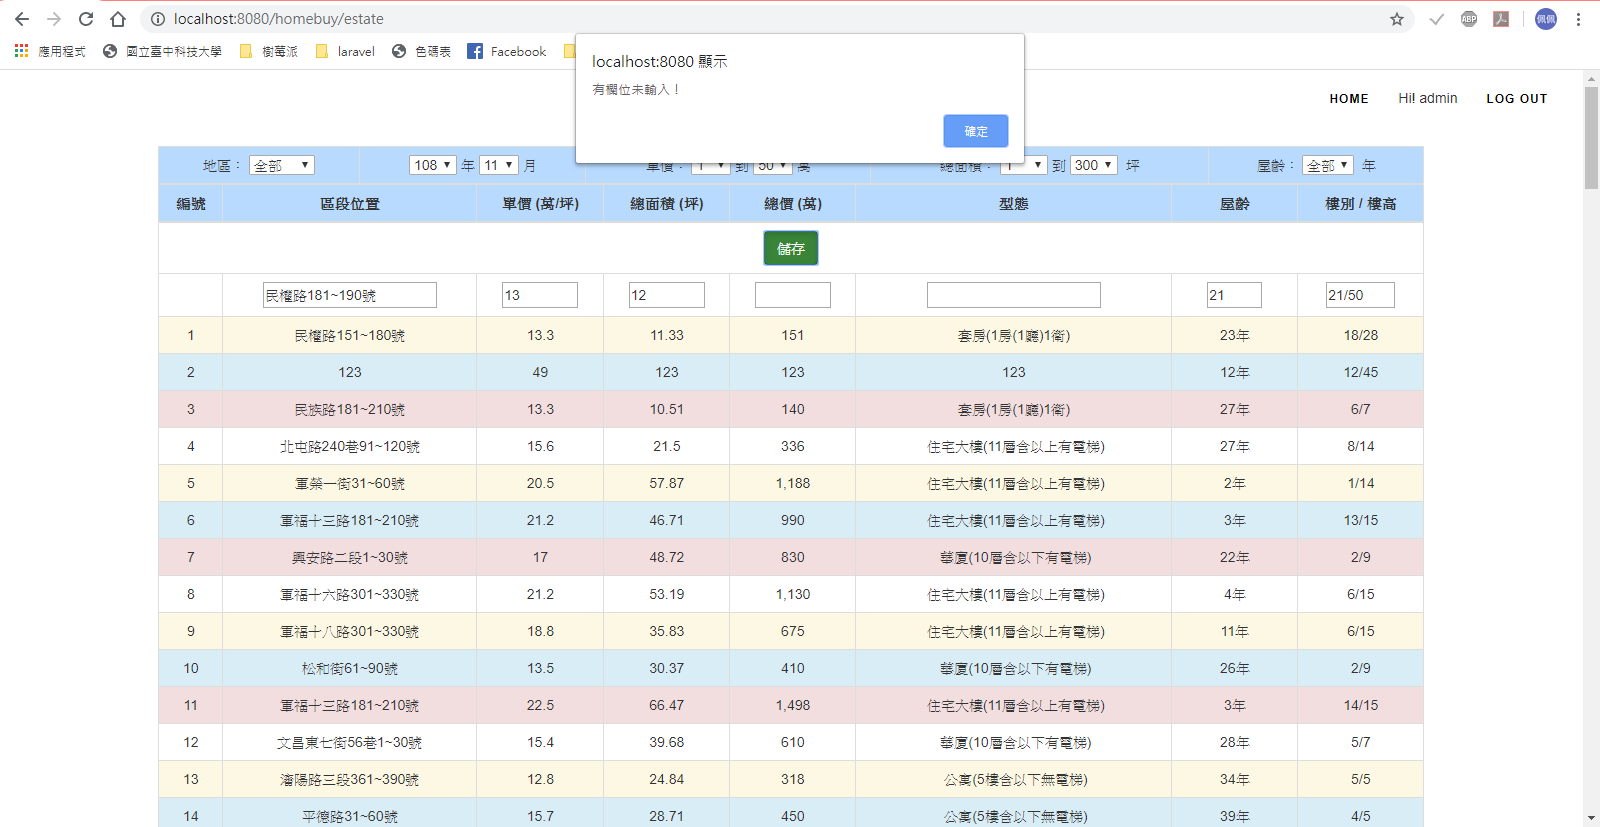 localhost:8080/homebuy/estate
ABP
佩佩
應用程式 國立臺中科技大學 樹莓派 laravel 色碼表 Facebook
localhost:8080 顯示
有欄位未輸入！
確定
HOME Hi! admin LOG OUT
地區： 全部 108 年 11 月 單價： 1 到 50 萬 總面積： 1 到 300 坪 屋齡： 全部 年
編號 區段位置 單價 (萬/坪) 總面積 (坪) 總價 (萬) 型態 屋齡 樓別 / 樓高
儲存
民權路181~190號 13 12 21 21/50
1 民權路151~180號 13.3 11.33 151 套房(1房(1廳)1衛) 23年 18/28
2 123 49 123 123 123 12年 12/45
3 民族路181~210號 13.3 10.51 140 套房(1房(1廳)1衛) 27年 6/7
4 北屯路240巷91~120號 15.6 21.5 336 住宅大樓(11層含以上有電梯) 27年 8/14
5 軍榮一街31~60號 20.5 57.87 1,188 住宅大樓(11層含以上有電梯) 2年 1/14
6 軍福十三路181~210號 21.2 46.71 990 住宅大樓(11層含以上有電梯) 3年 13/15
7 興安路二段1~30號 17 48.72 830 華廈(10層含以下有電梯) 22年 2/9
8 軍福十六路301~330號 21.2 53.19 1,130 住宅大樓(11層含以上有電梯) 4年 6/15
9 軍福十八路301~330號 18.8 35.83 675 住宅大樓(11層含以上有電梯) 11年 6/15
10 松和街61~90號 13.5 30.37 410 華廈(10層含以下有電梯) 26年 2/9
11 軍福十三路181~210號 22.5 66.47 1,498 住宅大樓(11層含以上有電梯) 3年 14/15
12 文昌東七街56巷1~30號 15.4 39.68 610 華廈(10層含以下有電梯) 28年 5/7
13 瀋陽路三段361~390號 12.8 24.84 318 公寓(5樓含以下無電梯) 34年 5/5
14 平德路31~60號 15.7 28.71 450 公寓(5樓含以下無電梯) 39年 4/5